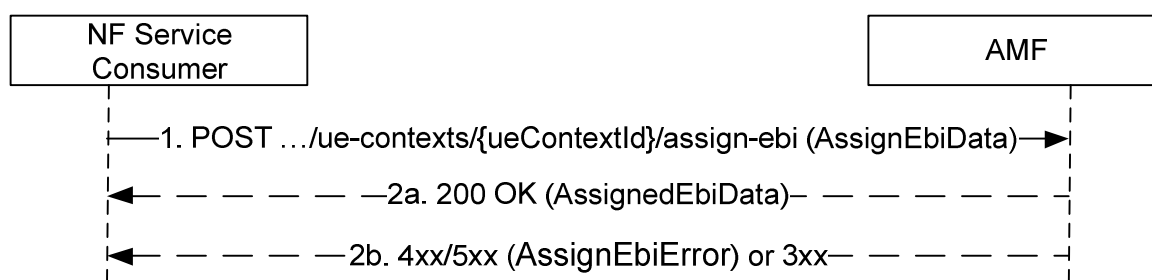 NF Service
Consumer
AMF
1. POST …/ue-contexts/{ueContextId}/assign-ebi (AssignEbiData)
2a. 200 OK (AssignedEbiData)
2b. 4xx/5xx (AssignEbiError) or 3xx